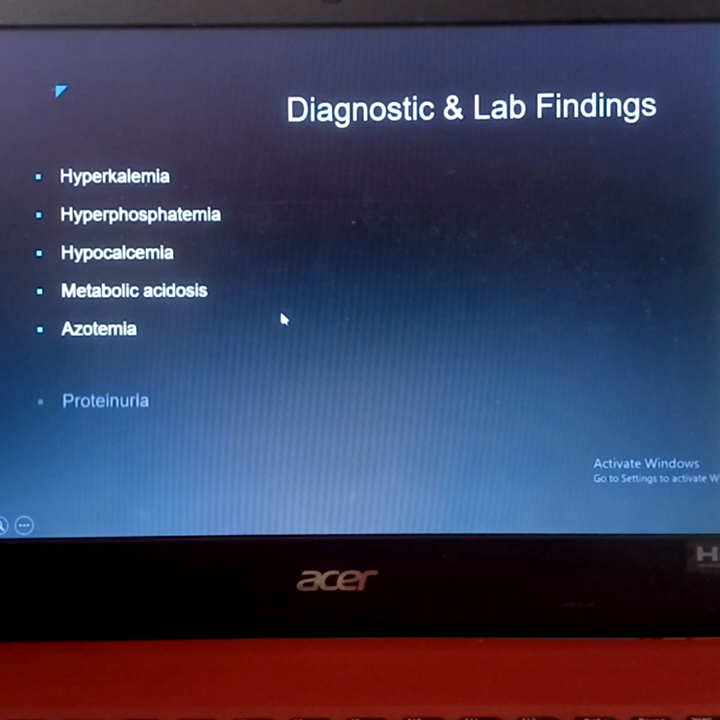 Diagnostic & Lab Findings
Hyperkalemia
Hyperphosphatemia
Hypocalcemia
Metabolic acidosis
Azotemia
Proteinuria
Activate Windows
Go to Settings to activate W
acer
H